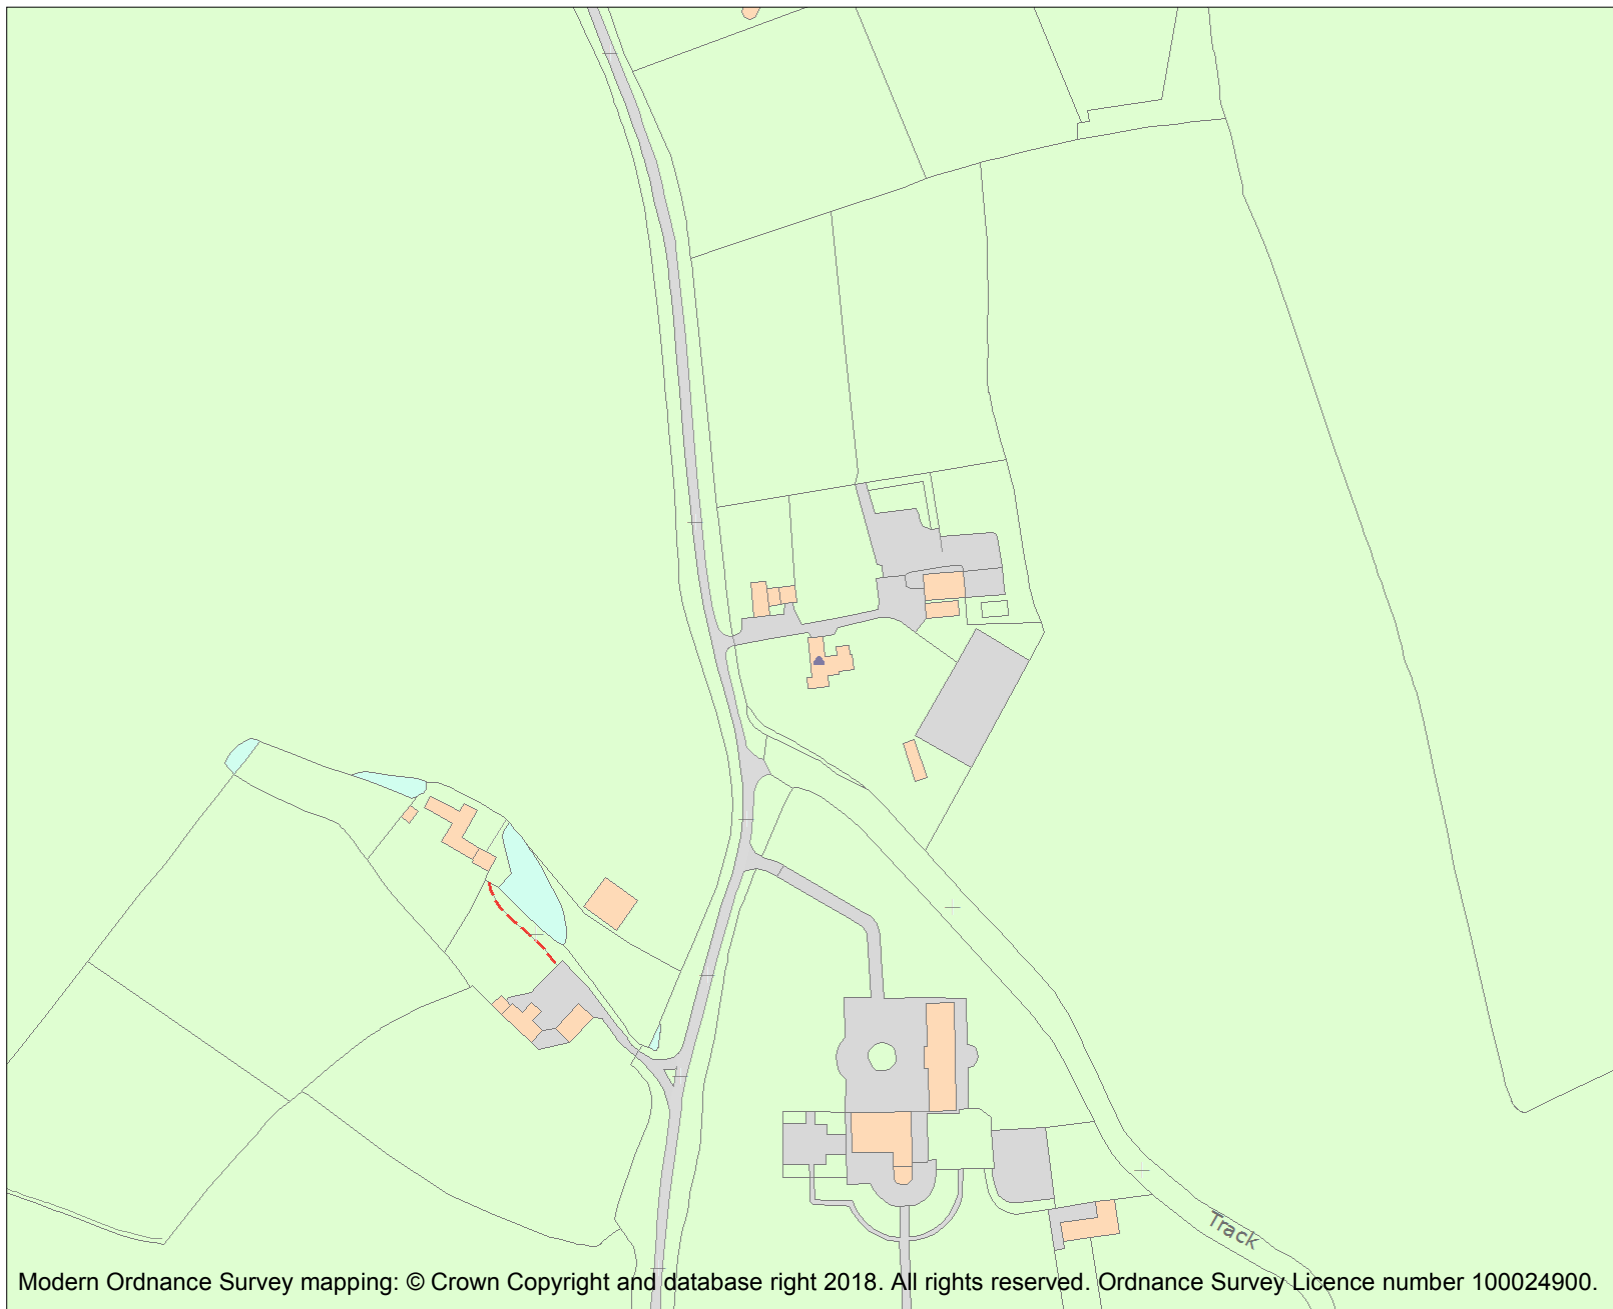 Track
Modern Ordnance Survey mapping: © Crown Copyright and database right 2018. All rights reserved. Ordnance Survey Licence number 100024900.